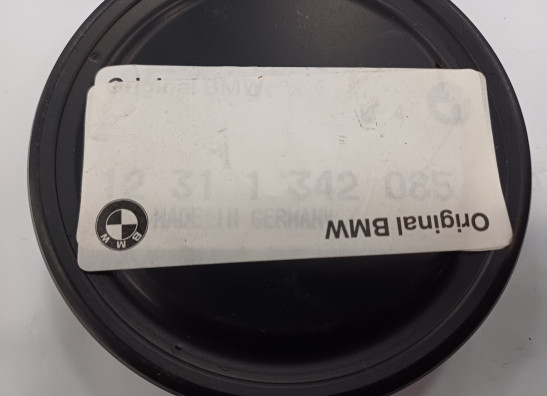 Original BMW
12 31 1 342 085
MADE IN GERMANY
BMW
Original BMW